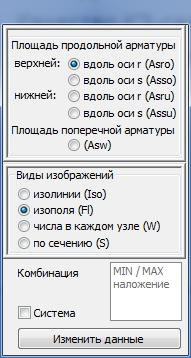 Площадь продольной арматуры
верхней: вдоль оси r (Asro)
вдоль оси s (Asso)
нижней: вдоль оси r (Asru)
вдоль оси s (Assu)
Площадь поперечной арматуры
(Asw)
Виды изображений
изолинии (Iso)
изополя (Fl)
числа в каждом узле (W)
по сечению (S)
Комбинация
MIN / MAX
наложение
Система
Изменить данные